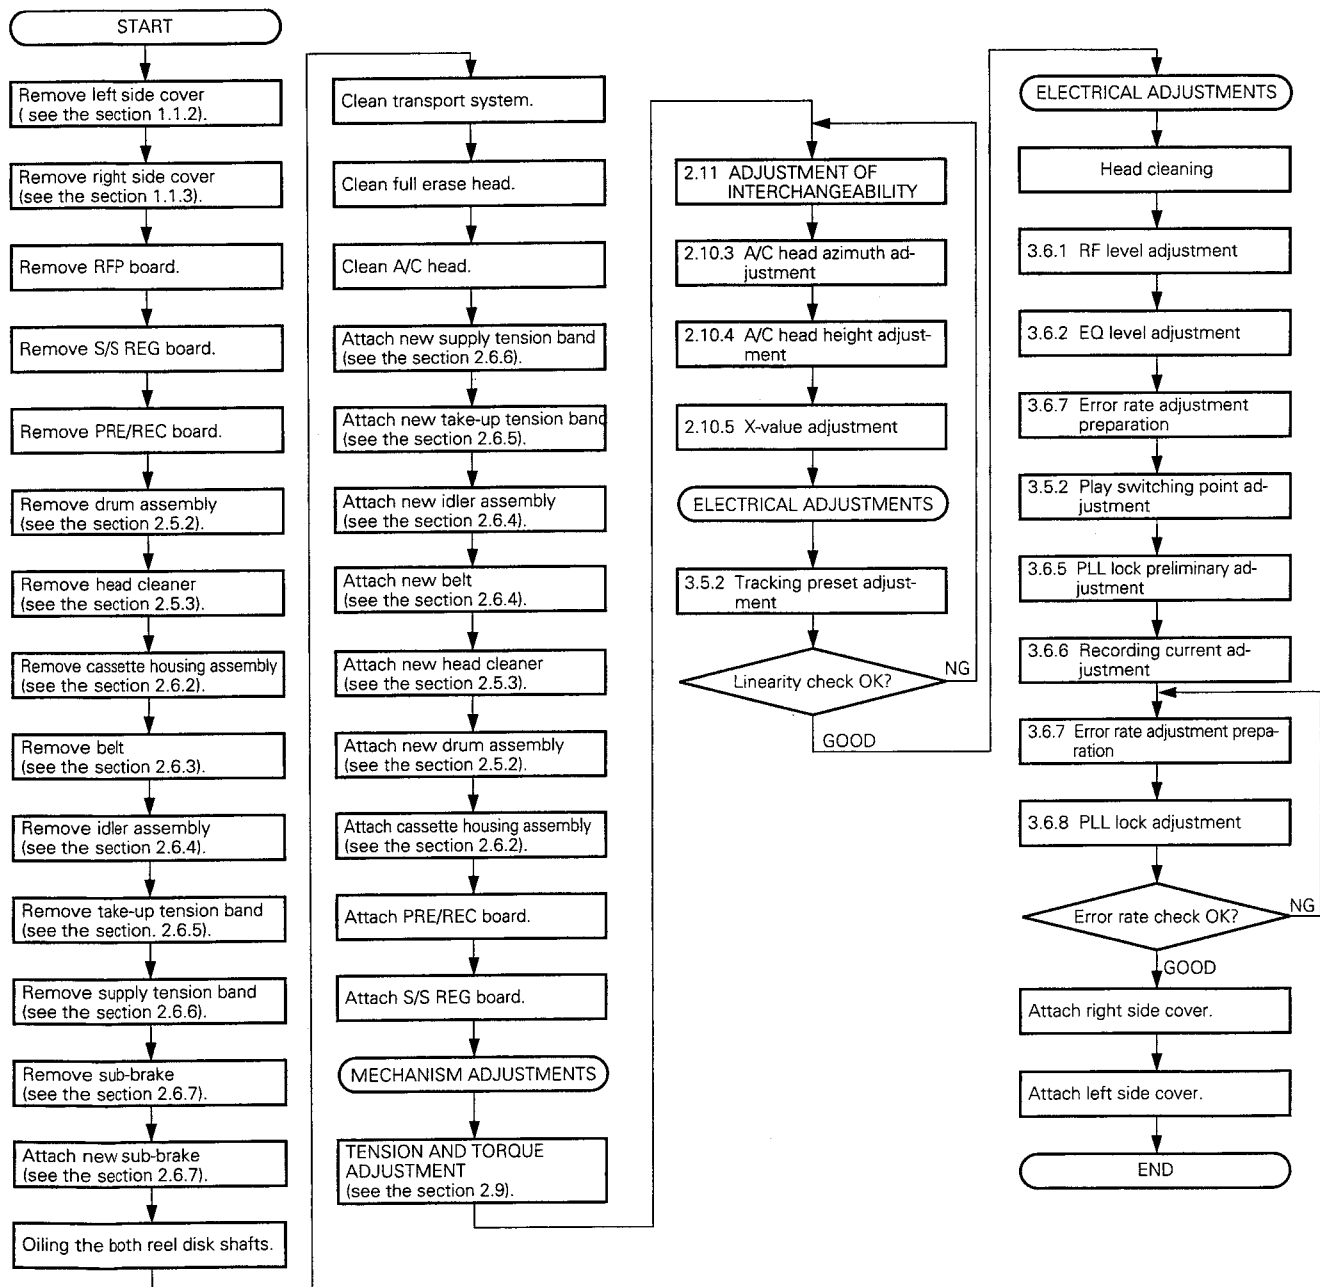 START
Remove left side cover
( see the section 1.1.2).
Remove right side cover
(see the section 1.1.3).
Remove RFP board.
Remove S/S REG board.
Remove PRE/REC board.
Remove drum assembly
(see the section 2.5.2).
Remove head cleaner
(see the section 2.5.3).
Remove cassette housing assembly
(see the section 2.6.2).
Remove belt
(see the section 2.6.3).
Remove idler assembly
(see the section 2.6.4).
Remove take-up tension band
(see the section. 2.6.5).
Remove supply tension band
(see the section 2.6.6).
Remove sub-brake
(see the section 2.6.7).
Attach new sub-brake
(see the section 2.6.7).
Oiling the both reel disk shafts.
Clean transport system.
Clean full erase head.
Clean A/C head.
Attach new supply tension band
(see the section 2.6.6).
Attach new take-up tension band
(see the section 2.6.5).
Attach new idler assembly
(see the section 2.6.4).
Attach new belt
(see the section 2.6.4).
Attach new head cleaner
(see the section 2.5.3).
Attach new drum assembly
(see the section 2.5.2).
Attach cassette housing assembly
(see the section 2.6.2).
Attach PRE/REC board.
Attach S/S REG board.
MECHANISM ADJUSTMENTS
TENSION AND TORQUE
ADJUSTMENT
(see the section 2.9).
2.11 ADJUSTMENT OF
INTERCHANGEABILITY
2.10.3 A/C head azimuth ad-
justment
2.10.4 A/C head height adjust-
ment
2.10.5 X-value adjustment
ELECTRICAL ADJUSTMENTS
3.5.2 Tracking preset adjust-
ment
Linearity check OK?
NG
GOOD
ELECTRICAL ADJUSTMENTS
Head cleaning
3.6.1 RF level adjustment
3.6.2 EQ level adjustment
3.6.7 Error rate adjustment
preparation
3.5.2 Play switching point ad-
justment
3.6.5 PLL lock preliminary ad-
justment
3.6.6 Recording current ad-
justment
3.6.7 Error rate adjustment prepa-
ration
3.6.8 PLL lock adjustment
Error rate check OK?
NG
GOOD
Attach right side cover.
Attach left side cover.
END